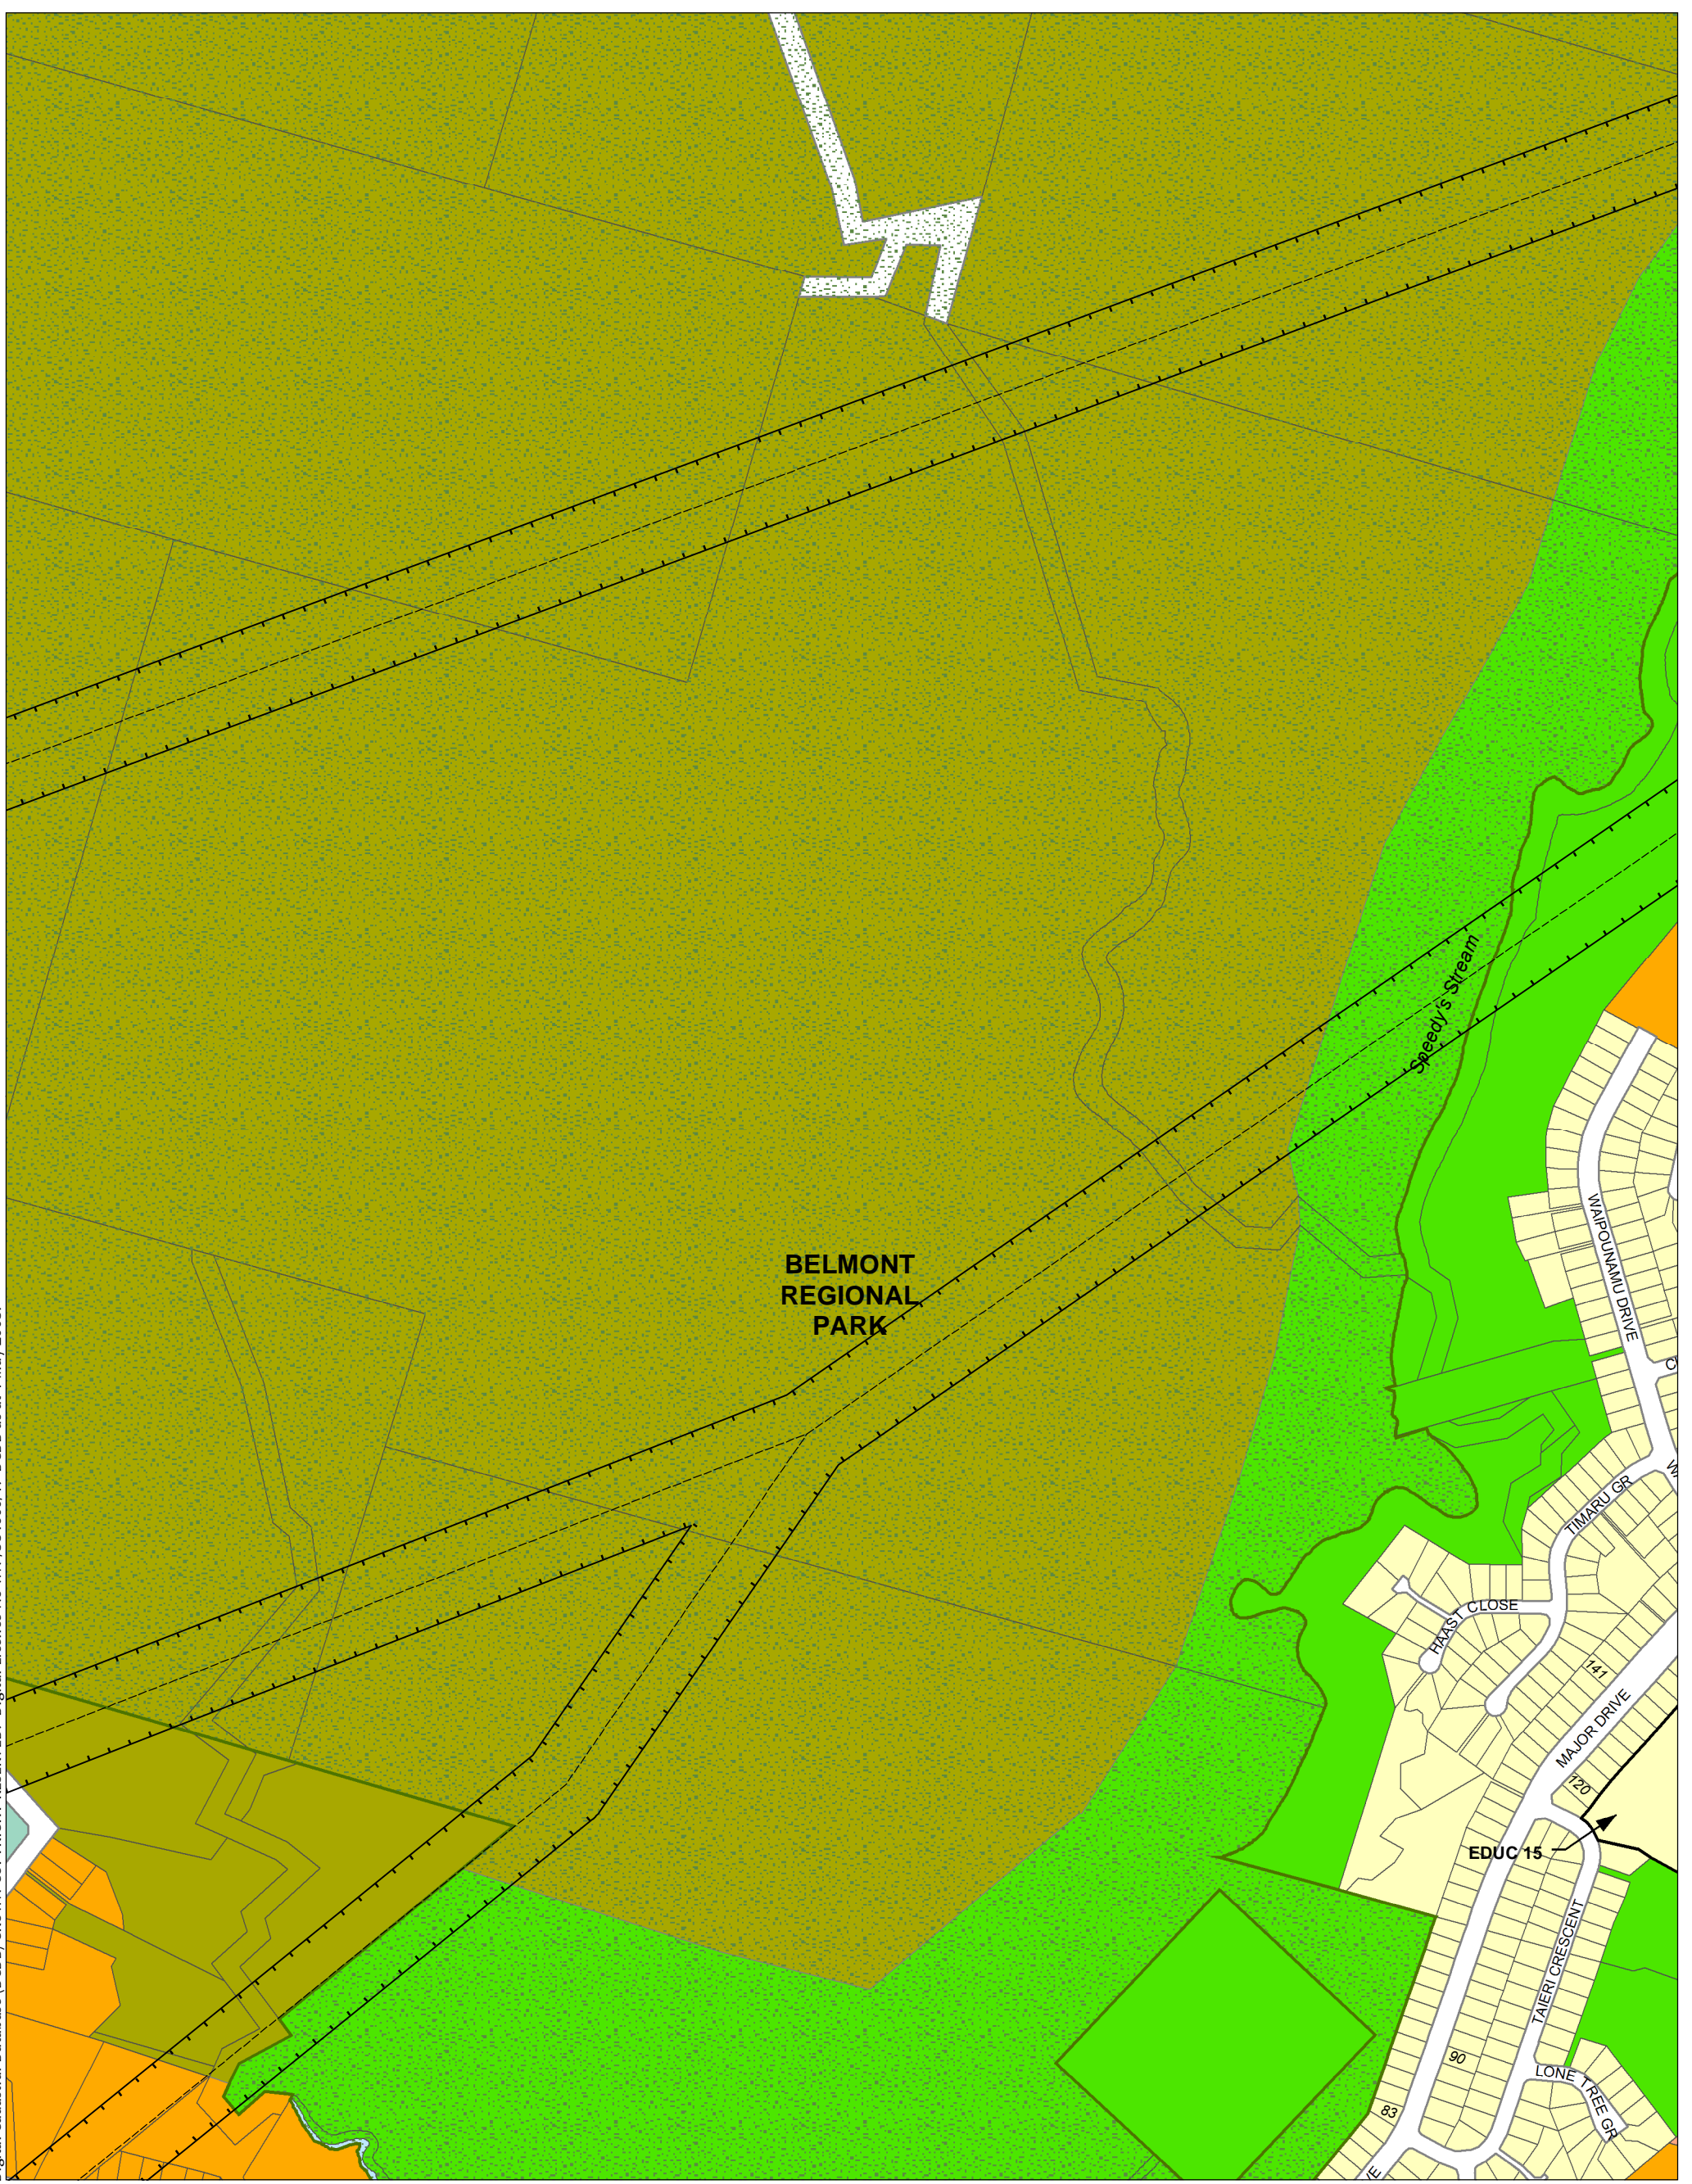 BELMONT
REGIONAL
PARK
Speedy's Stream
WAIPOUNAMU DRIVE
TIMARU GR
HAAST CLOSE
141
MAJOR DRIVE
120
EDUC 15
TAIERI CRESCENT
90
LONE TREE GR
83